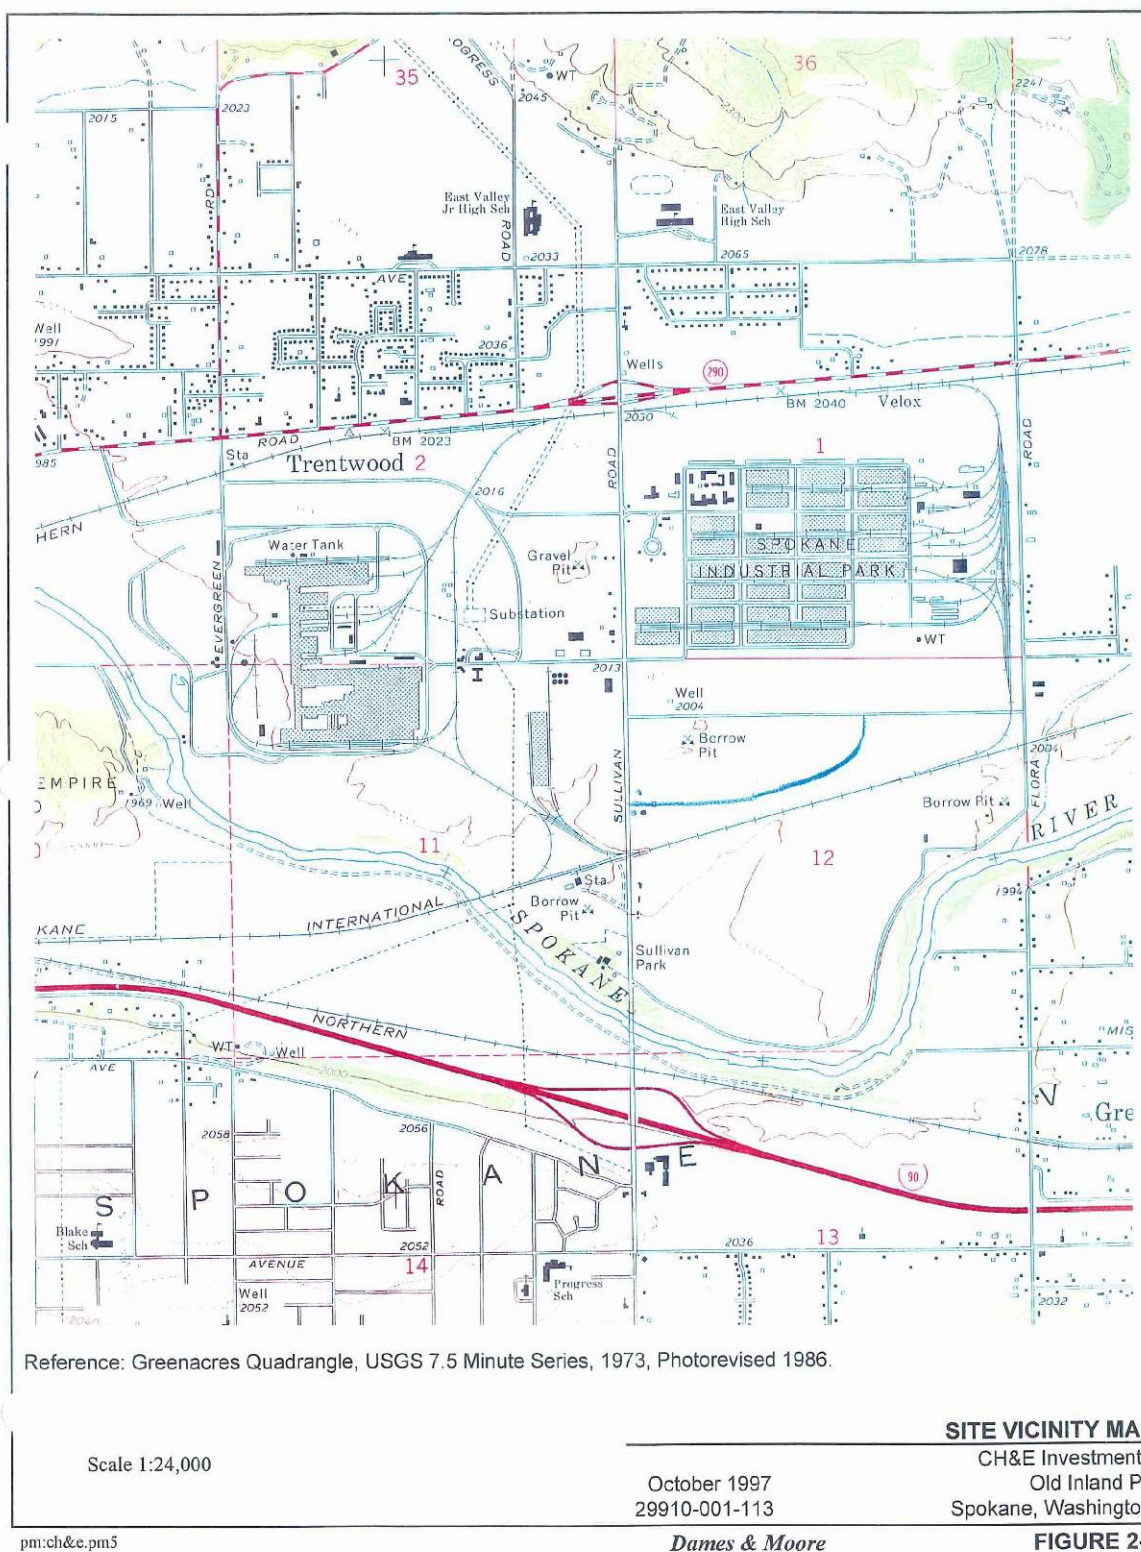 35
OGRESS
WT
36
2045
2300
2241
2023
2015
RD
East Valley
Jr High Sch
ROAD
East Valley
High Sch
2033
2065
2078
AVE
Well
1991
2036
Wells
290
BM 2040
Velox
2030
ROAD
BM 2023
985
Sta
Trentwood
2
ROAD
1
ROAD
2016
HERN
Water Tank
Gravel
Pit
SPOKANE
INDUSTRIAL PARK
EVERGREEN
Substation
WT
2013
Well
2004
SULLIVAN
Borrow
Pit
2004
FLORA
EMPIRE
1969
Well
Borrow Pit
RIVER
11
12
Sta
1994
INTERNATIONAL
Borrow
Pit
KANE
SPOKANE
Sullivan
Park
NORTHERN
WT
Well
MIS
AVE
2000
V
Gre
2058
2056
S P O K A N E
ROAD
90
Blake
Sch
2052
2026
13
AVENUE
14
Well
2052
Progress
Sch
2032
2040
Reference: Greenacres Quadrangle, USGS 7.5 Minute Series, 1973, Photorevised 1986.
SITE VICINITY MA
Scale 1:24,000
CH&E Investment
October 1997
Old Inland P
29910-001-113
Spokane, Washingto
pm:ch&e.pm5
Dames & Moore
FIGURE 2-